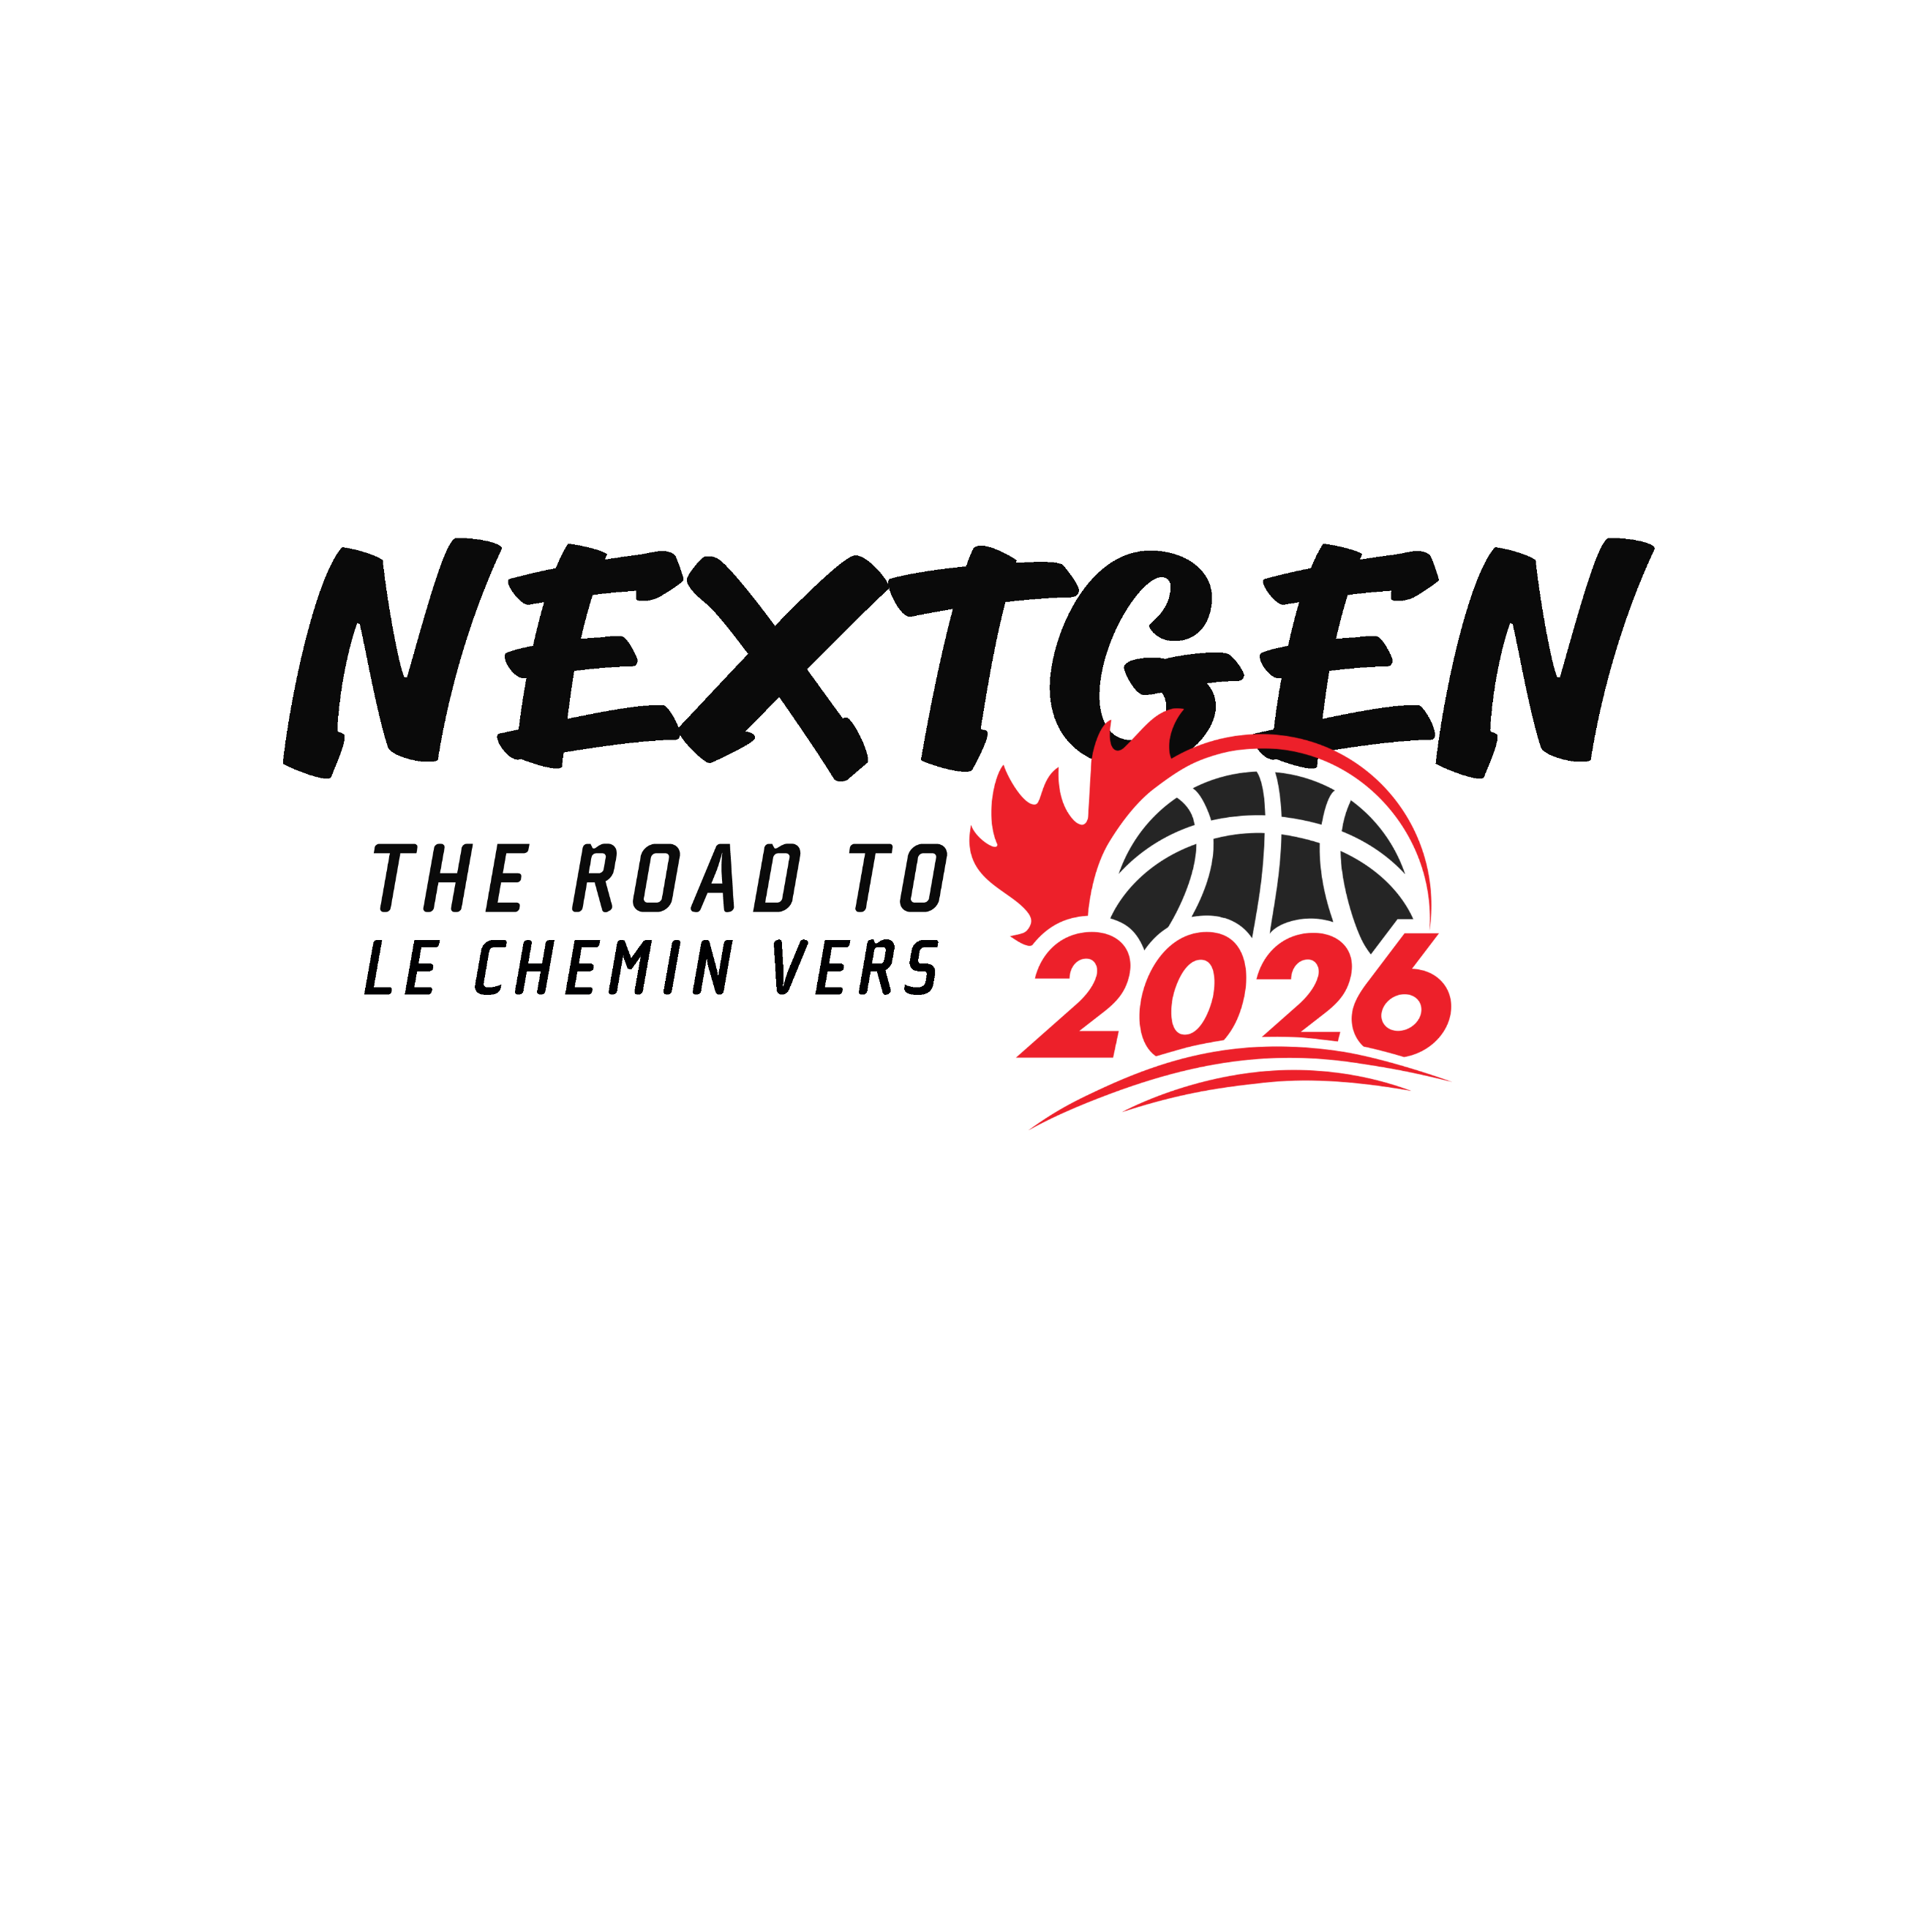 NEXTGEN
THE ROAD TO
LE CHEMIN VERS
2026